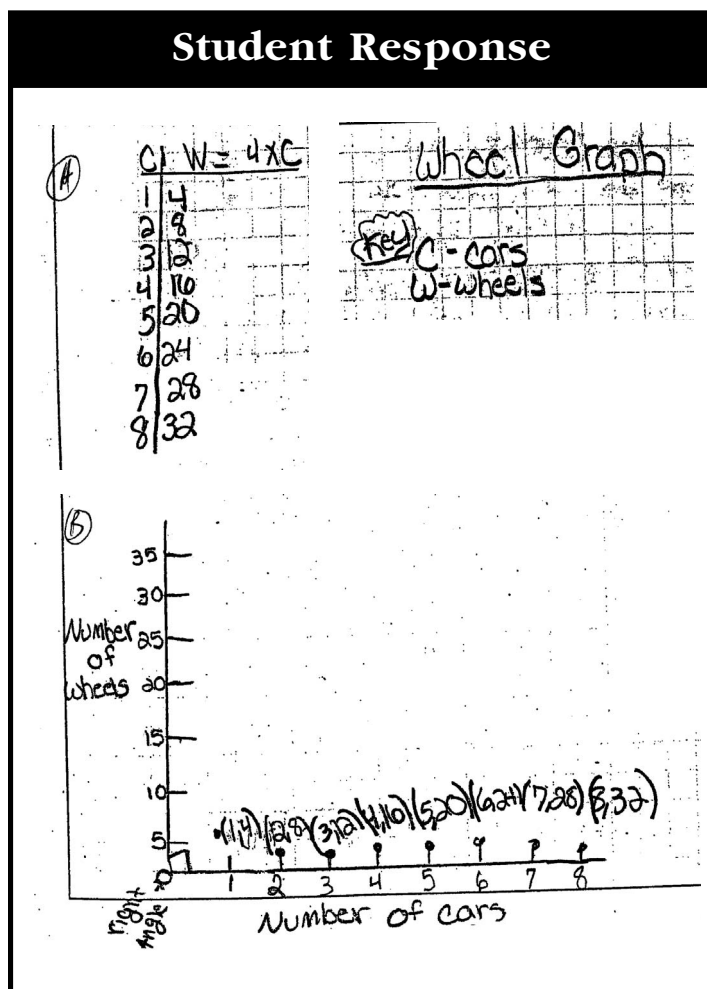 Student Response
A
C W = 4xC
1 4
2 8
3 12
4 16
5 20
6 24
7 28
8 32
Wheel Graph
Key
C - cars
W - wheels
B
35
30
Number
of
wheels
25
20
15
10
5
0
(1,4) (2,8) (3,12) (4,16) (5,20) (6,24) (7,28) (8,32)
1 2 3 4 5 6 7 8
right
Angle
Number of cars